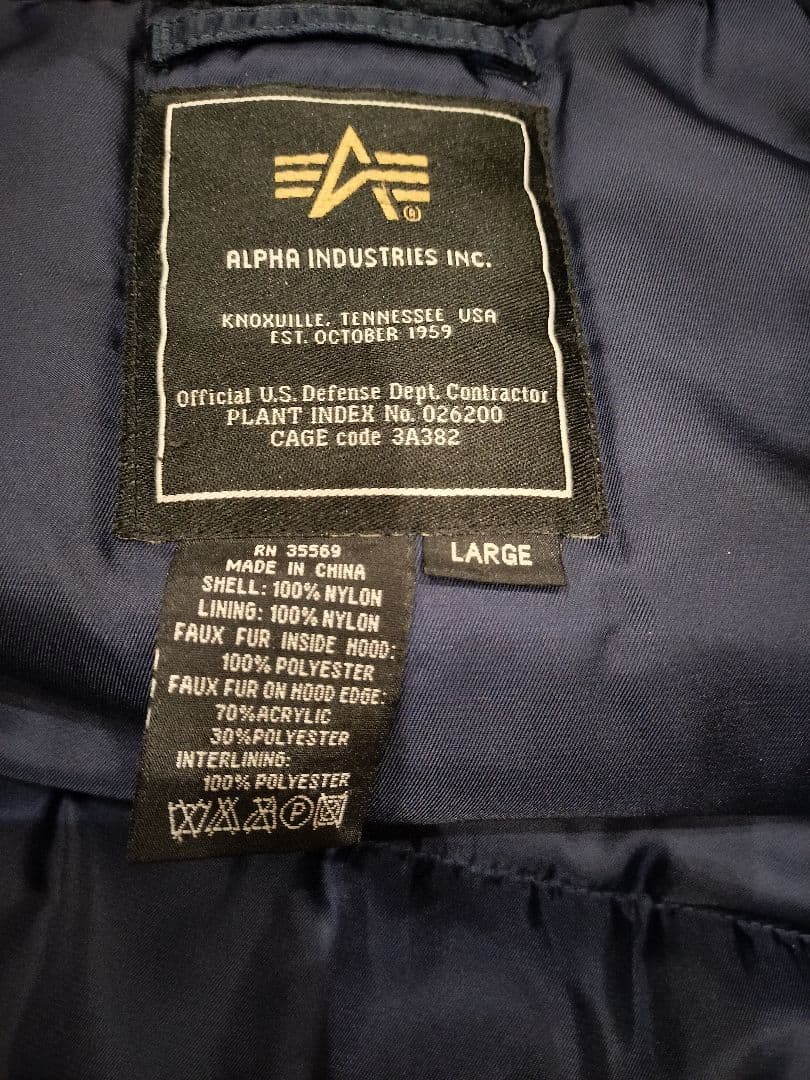 ®
ALPHA INDUSTRIES INC.
KNOXVILLE, TENNESSEE USA
EST. OCTOBER 1959
Official U.S. Defense Dept. Contractor
PLANT INDEX No. 026200
CAGE code 3A382
LARGE
RN 35569
MADE IN CHINA
SHELL: 100% NYLON
LINING: 100% NYLON
FAUX FUR INSIDE HOOD:
100% POLYESTER
FAUX FUR ON HOOD EDGE:
70%ACRYLIC
30%POLYESTER
INTERLINING:
100% POLYESTER
P